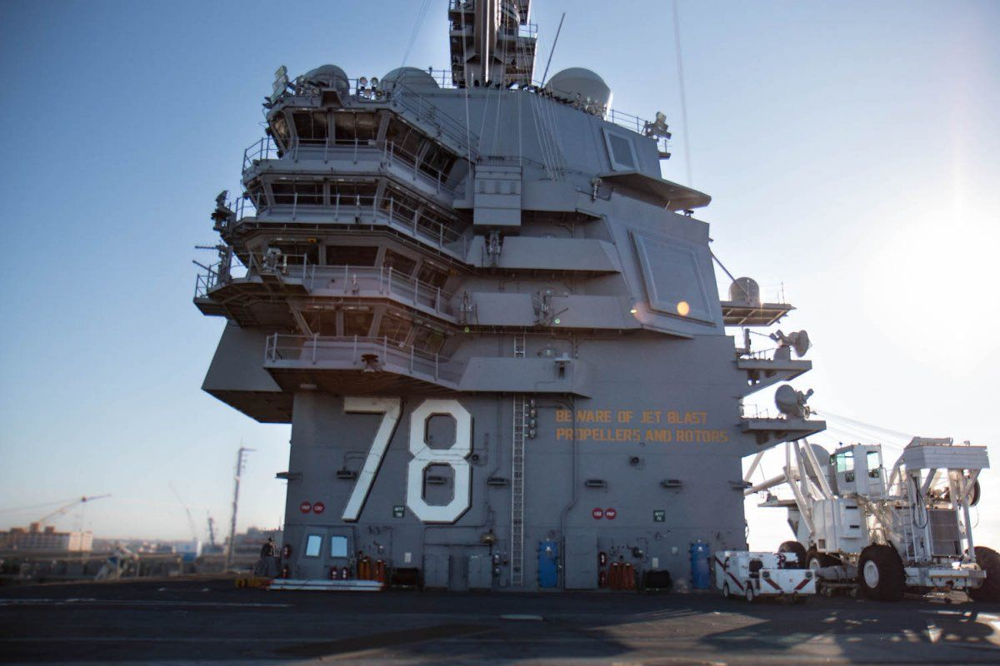 78
BEWARE OF JET BLAST
PROPELLERS AND ROTORS